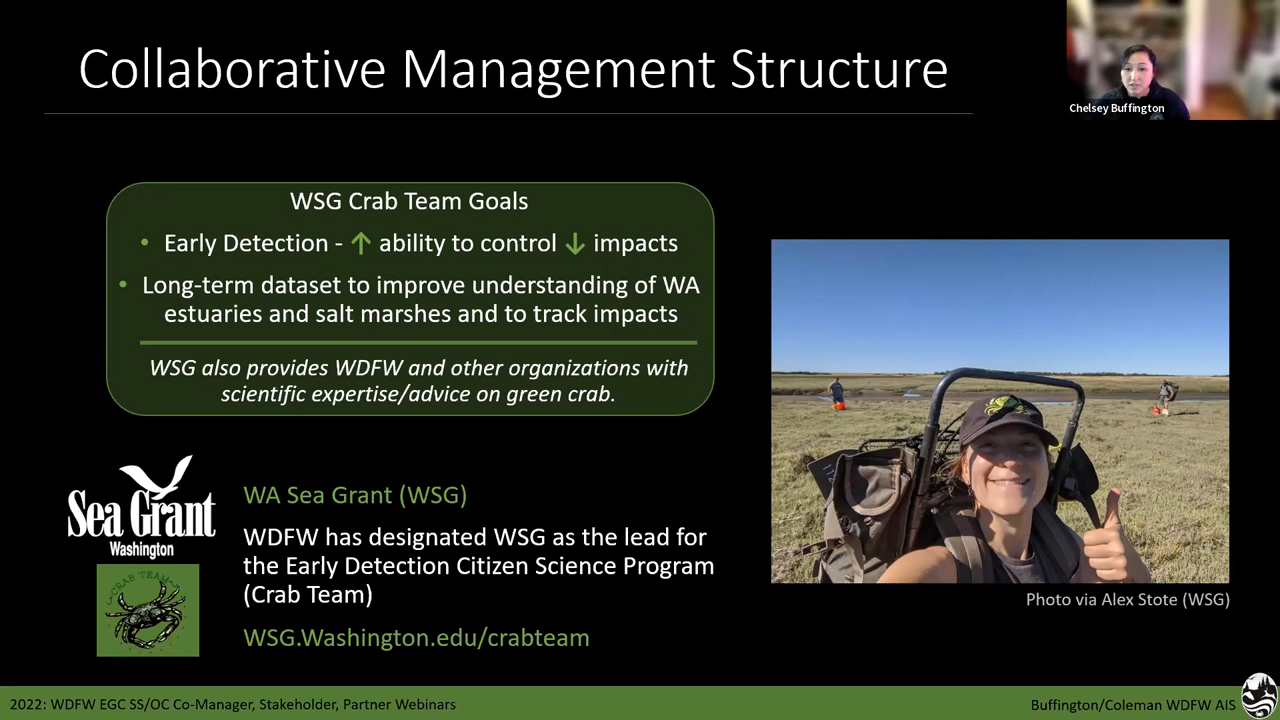 Collaborative Management Structure
Chelsey Buffington
WSG Crab Team Goals
• Early Detection - ↑ ability to control ↓ impacts
• Long-term dataset to improve understanding of WA
estuaries and salt marshes and to track impacts
WSG also provides WDFW and other organizations with
scientific expertise/advice on green crab.
Sea Grant
Washington
CRAB TEAM
WA Sea Grant (WSG)
WDFW has designated WSG as the lead for
the Early Detection Citizen Science Program
(Crab Team)
WSG.Washington.edu/crabteam
Photo via Alex Stote (WSG)
2022: WDFW EGC SS/OC Co-Manager, Stakeholder, Partner Webinars
Buffington/Coleman WDFW AIS